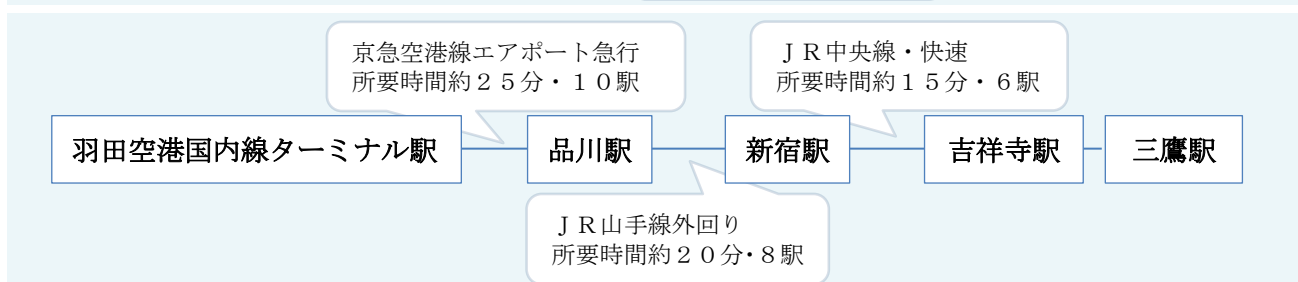 京急空港線エアポート急行
所要時間約２５分・１０駅
ＪＲ中央線・快速
所要時間約１５分・６駅
羽田空港国内線ターミナル駅
品川駅
新宿駅
吉祥寺駅
三鷹駅
ＪＲ山手線外回り
所要時間約２０分・８駅